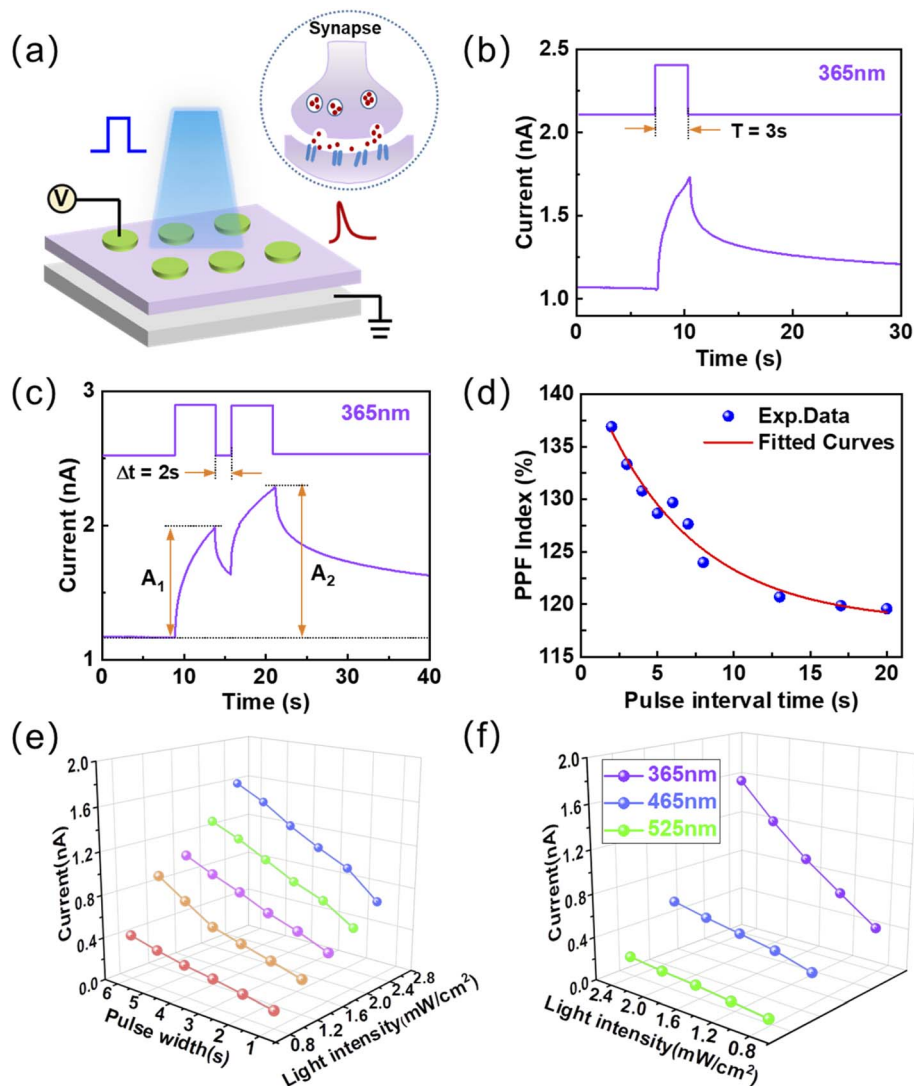 (a)
Synapse
V
(b)
2.5
2.0
1.5
1.0
Current (nA)
365nm
T = 3s
0
10
20
30
Time (s)
(c)
3
2
1
Current (nA)
365nm
Δt = 2s
A1
A2
0
10
20
30
40
Time (s)
(d)
140
135
130
125
120
115
PPF Index (%)
Exp.Data
Fitted Curves
0
5
10
15
20
Pulse interval time (s)
(e)
2.0
1.6
1.2
0.8
0.4
0.0
Current(nA)
6
5
4
3
2
1
Pulse width(s)
0.8
1.2
1.6
2.0
2.4
2.8
Light intensity(mW/cm²)
(f)
2.0
1.6
1.2
0.8
0.4
0.0
Current(nA)
365nm
465nm
525nm
2.4
2.0
1.6
1.2
0.8
Light intensity(mW/cm²)